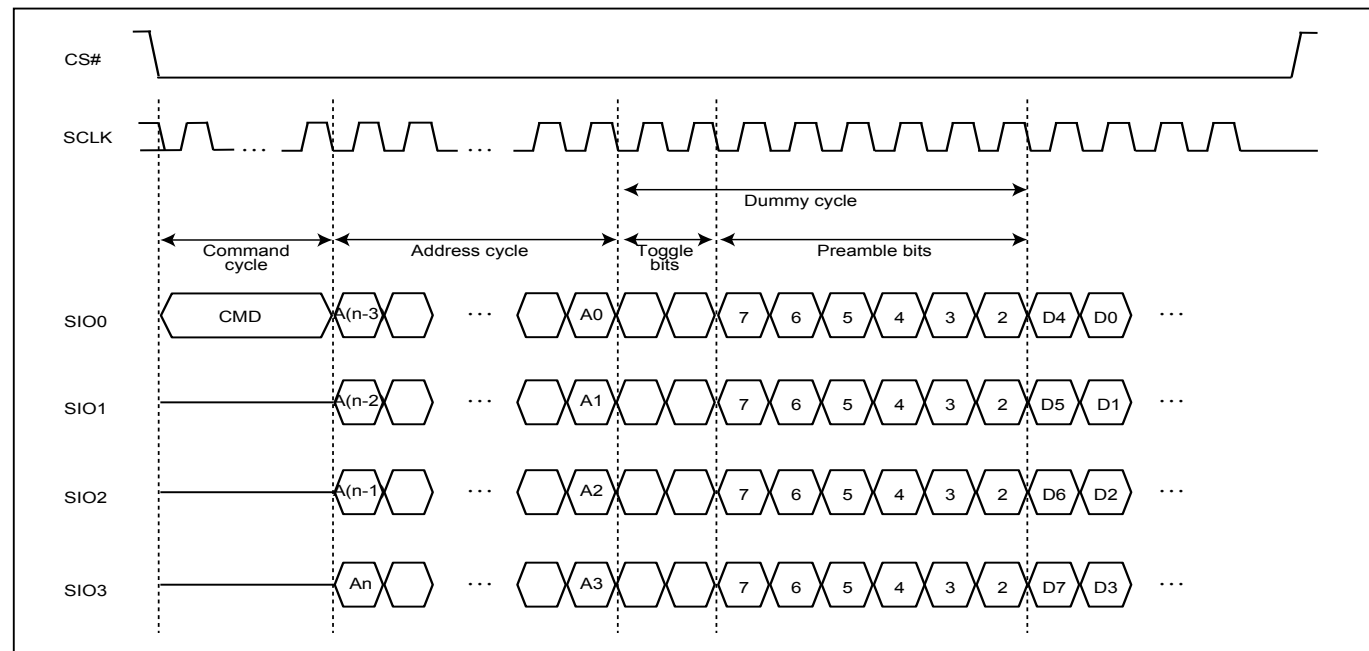 CS#
SCLK ... ...
Dummy cycle
Command cycle
Address cycle
Toggle bits
Preamble bits
SIO0 CMD A(n-3) ... A0 7 6 5 4 3 2 D4 D0 ...
SIO1 A(n-2) ... A1 7 6 5 4 3 2 D5 D1 ...
SIO2 A(n-1) ... A2 7 6 5 4 3 2 D6 D2 ...
SIO3 An ... A3 7 6 5 4 3 2 D7 D3 ...